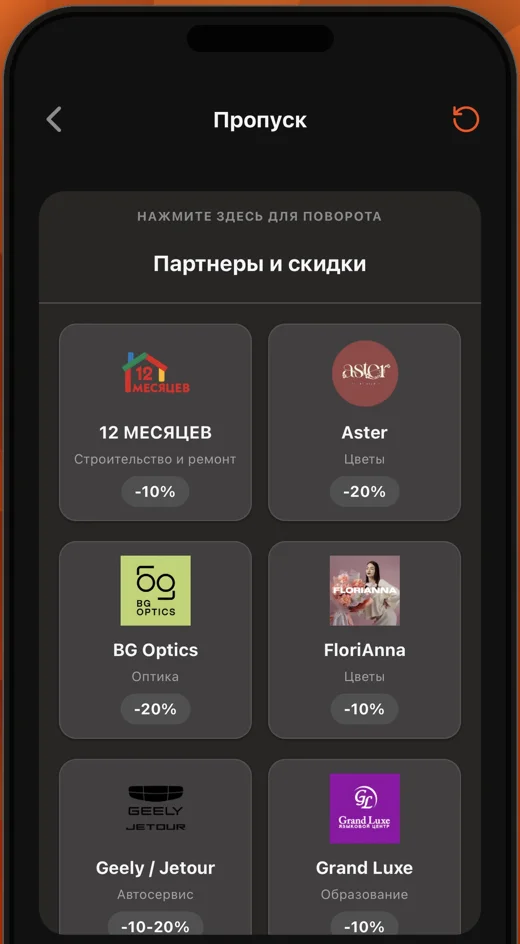 Пропуск
НАЖМИТЕ ЗДЕСЬ ДЛЯ ПОВОРОТА
Партнеры и скидки
12
МЕСЯЦЕВ
12 МЕСЯЦЕВ
Строительство и ремонт
-10%
aster
Aster
Цветы
-20%
bg
BG
OPTICS
BG Optics
Оптика
-20%
FLORIANNA
FloriAnna
Цветы
-10%
GEELY
JETOUR
Geely / Jetour
Автосервис
-10-20%
GL
Grand Luxe
ЯЗЫКОВОЙ ЦЕНТР
Grand Luxe
Образование
-10%